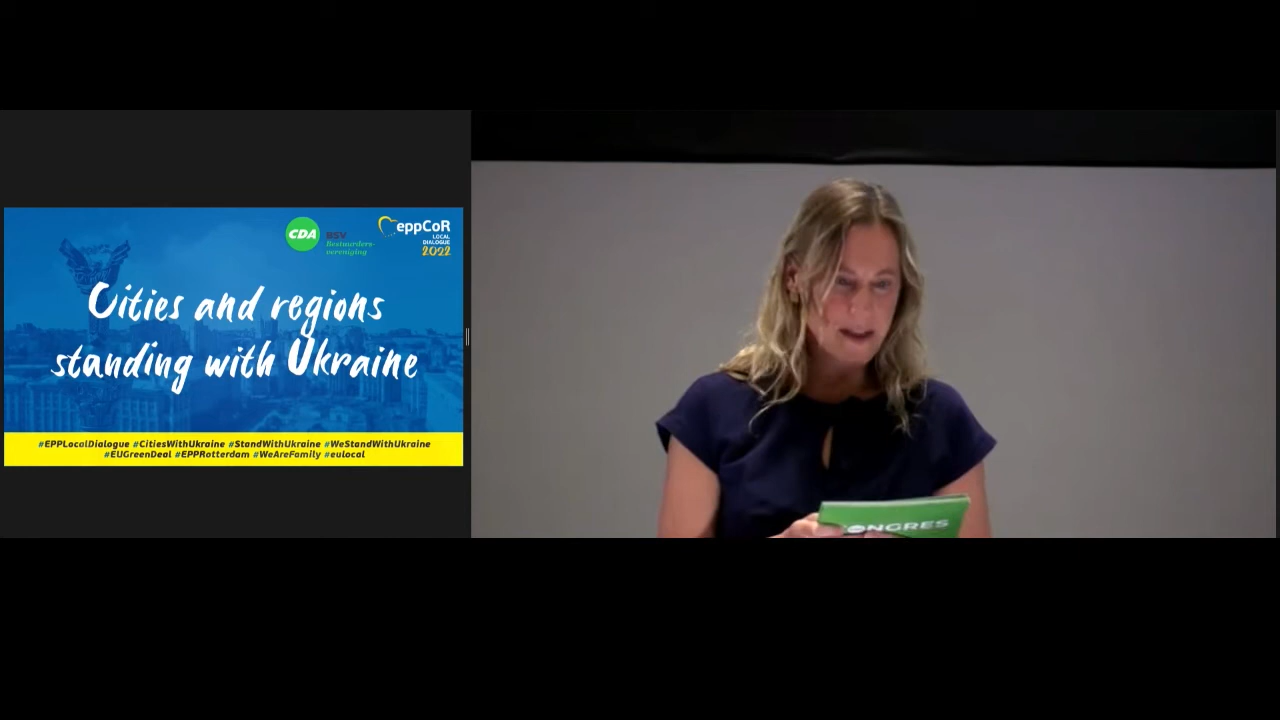 CDA
BSV
Bestuurders-
vereniging
eppCoR
LOCAL
DIALOGUE
2022
Cities and regions
standing with Ukraine
#EPPLocalDialogue #CitiesWithUkraine #StandWithUkraine #WeStandWithUkraine
#EUGreenDeal #EPPRotterdam #WeAreFamily #eulocal
CONGRES